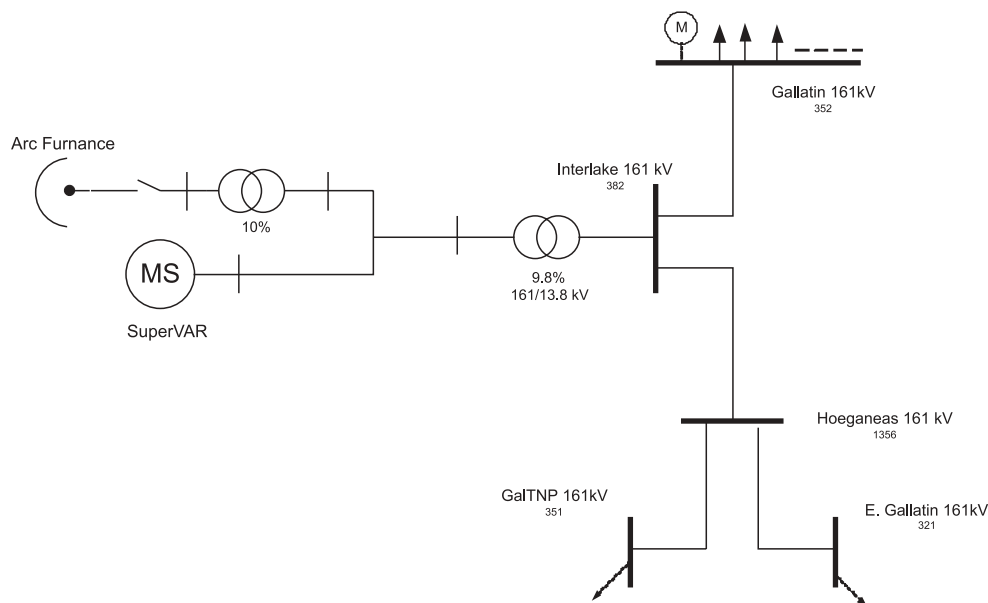 M
Gallatin 161kV
352
Arc Furnance
Interlake 161 kV
382
10%
MS
9.8%
161/13.8 kV
SuperVAR
Hoeganeas 161 kV
1356
GalTNP 161kV
351
E. Gallatin 161kV
321